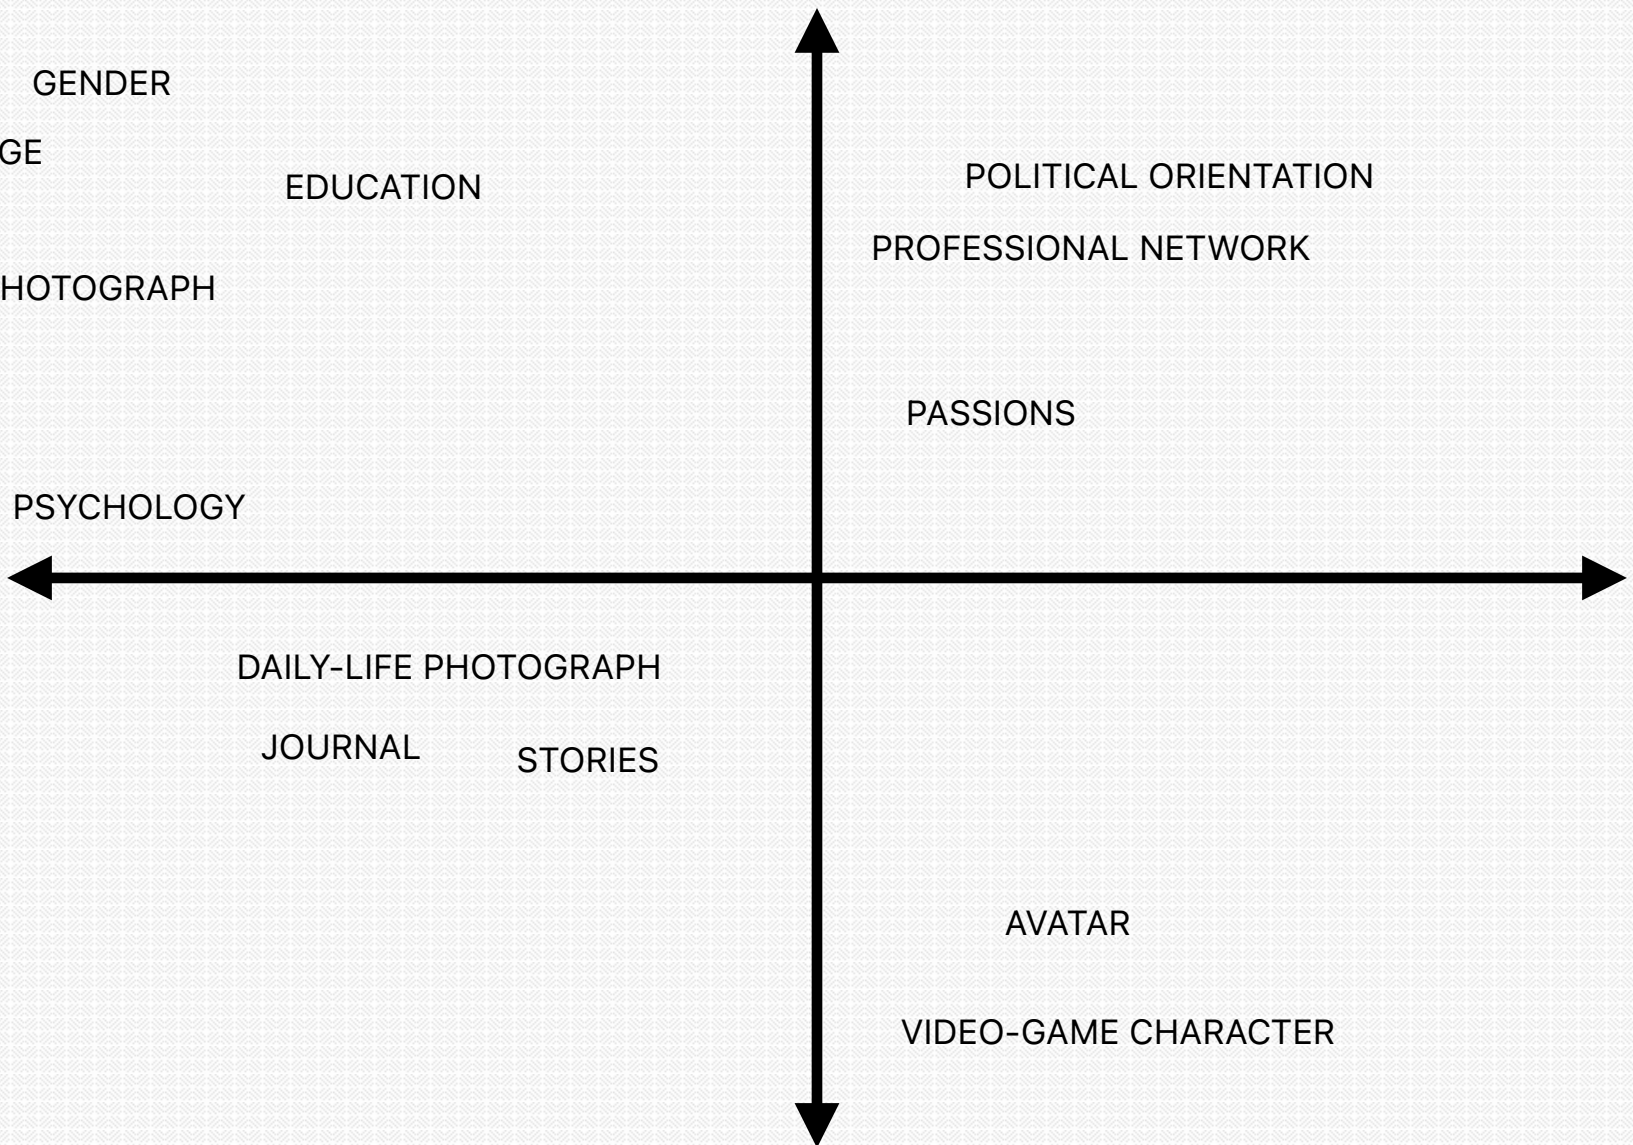 GENDER
GE
EDUCATION
POLITICAL ORIENTATION
PROFESSIONAL NETWORK
HOTOGRAPH
PASSIONS
PSYCHOLOGY
DAILY-LIFE PHOTOGRAPH
JOURNAL
STORIES
AVATAR
VIDEO-GAME CHARACTER